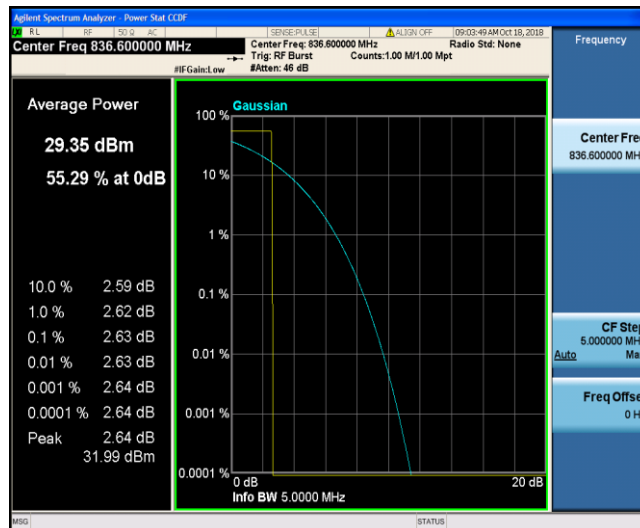 Agilent Spectrum Analyzer - Power Stat CCDF
RL RF 50 Ω AC SENSE:PULSE ALIGN OFF 09:03:49 AM Oct 18, 2018
Center Freq 836.600000 MHz
Center Freq: 836.600000 MHz Radio Std: None
Trig: RF Burst Counts:1.00 M/1.00 Mpt
#IFGain:Low #Atten: 46 dB
Frequency
Average Power
29.35 dBm
55.29 % at 0dB
10.0 % 2.59 dB
1.0 % 2.62 dB
0.1 % 2.63 dB
0.01 % 2.63 dB
0.001 % 2.64 dB
0.0001 % 2.64 dB
Peak 2.64 dB
31.99 dBm
Gaussian
100 %
10 %
1 %
0.1 %
0.01 %
0.001 %
0.0001 %
0 dB 20 dB
Info BW 5.0000 MHz
Center Fre
836.600000 MH
CF Step
5.000000 MH
Auto Ma
Freq Offse
0 H
MSG STATUS